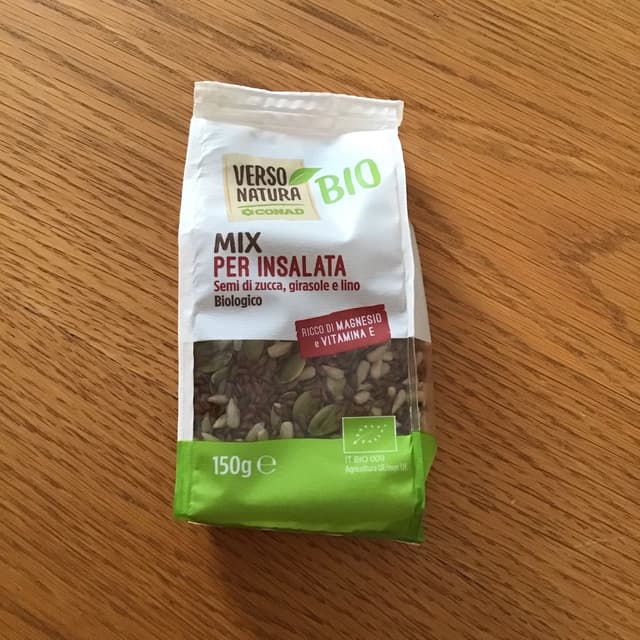 VERSO
NATURA
CONAD
BIO
MIX
PER INSALATA
Semi di zucca, girasole e lino
Biologico
RICCO DI MAGNESIO
e VITAMINA E
150g ℮
IT BIO 009
Agricoltura UE/non UE